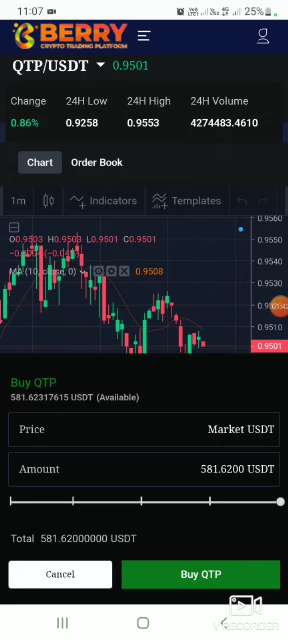 11:07 25%
BERRY
CRYPTO TRADING PLATFORM
QTP/USDT 0.9501
Change 24H Low 24H High 24H Volume
0.86% 0.9258 0.9553 4274483.4610
Chart Order Book
1m Indicators Templates
0.9560
O0.9503 H0.9503 L0.9501 C0.9501
0.9550
0.9540
MA (10, close, 0) 0.9508
0.9530
0.9510
0.9501
Buy QTP
581.62317615 USDT (Available)
Price Market USDT
Amount 581.6200 USDT
Total 581.62000000 USDT
Cancel Buy QTP